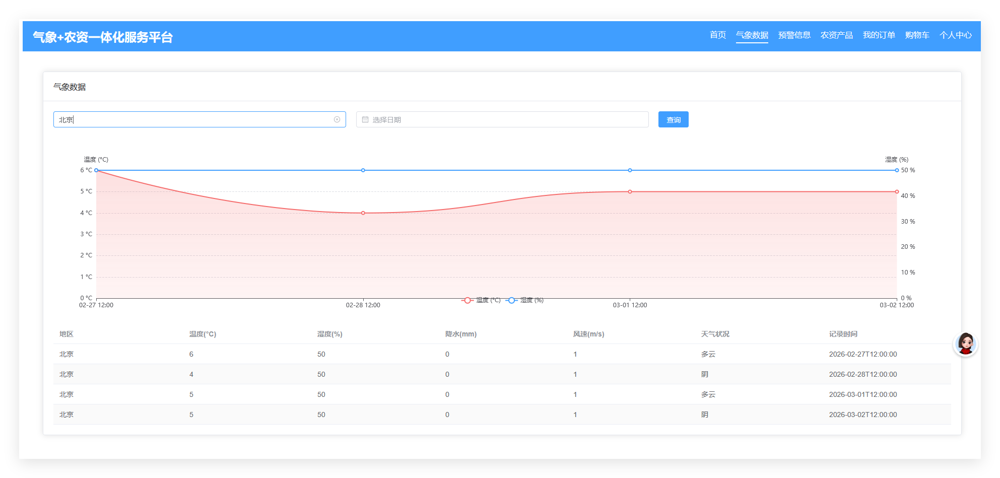 气象+农资一体化服务平台
首页 气象数据 预警信息 农资产品 我的订单 购物车 个人中心
气象数据
北京 选择日期 查询
温度 (°C) 湿度 (%)
6 °C 50 %
5 °C 40 %
4 °C 30 %
3 °C 20 %
2 °C 10 %
1 °C
0 °C 0 %
02-27 12:00 02-28 12:00 03-01 12:00 03-02 12:00
温度 (°C) 湿度 (%)
地区 温度(°C) 湿度(%) 降水(mm) 风速(m/s) 天气状况 记录时间
北京 6 50 0 1 多云 2026-02-27T12:00:00
北京 4 50 0 1 阴 2026-02-28T12:00:00
北京 5 50 0 1 多云 2026-03-01T12:00:00
北京 5 50 0 1 阴 2026-03-02T12:00:00